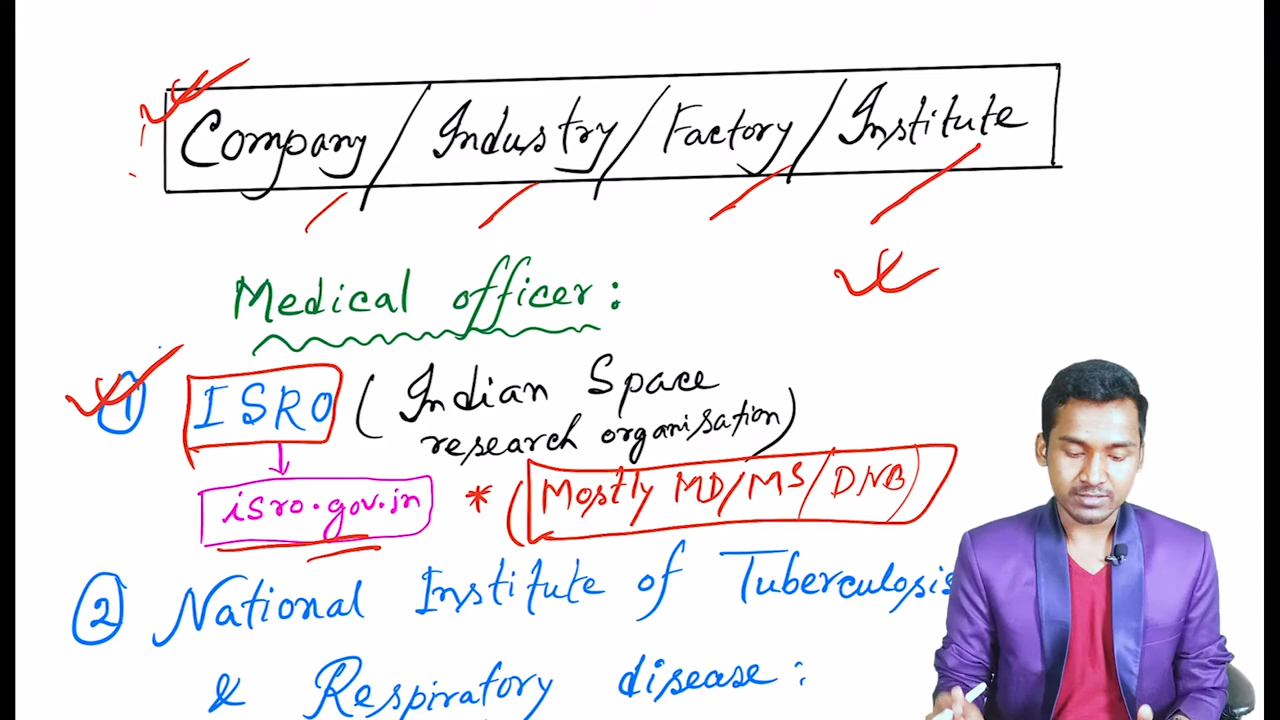 Company / Industry / Factory / Institute
Medical officer:
① ISRO (Indian Space
research organisation)
isro.gov.in * (Mostly MD/MS/DNB)
② National Institute of Tuberculosis
& Respiratory disease: